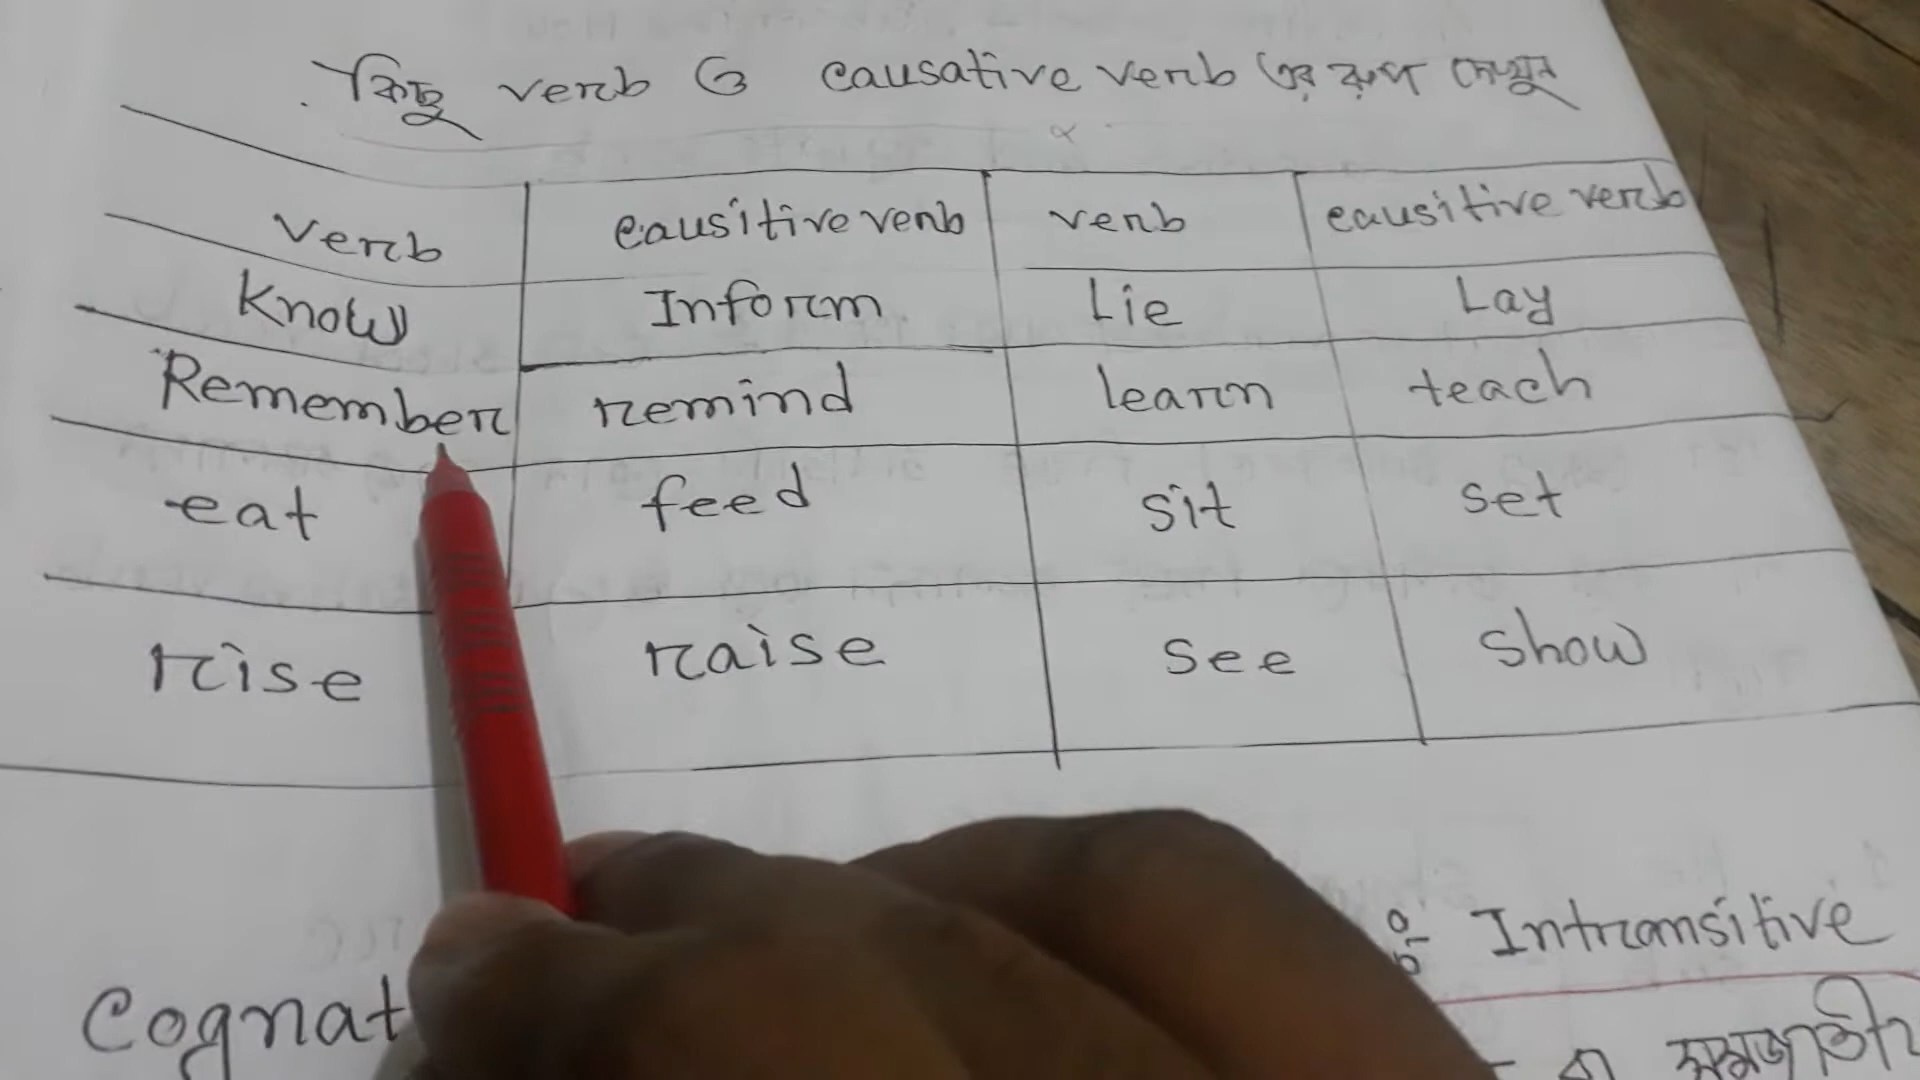 কিছু verb ও causative verb এর রূপ দেখুন
verb causitive verb verb causitive verb
Know Inform Lie Lay
Remember remind learn teach
eat feed sit set
rise raise see show
Intransitive
Cognat
সমজাতীয়